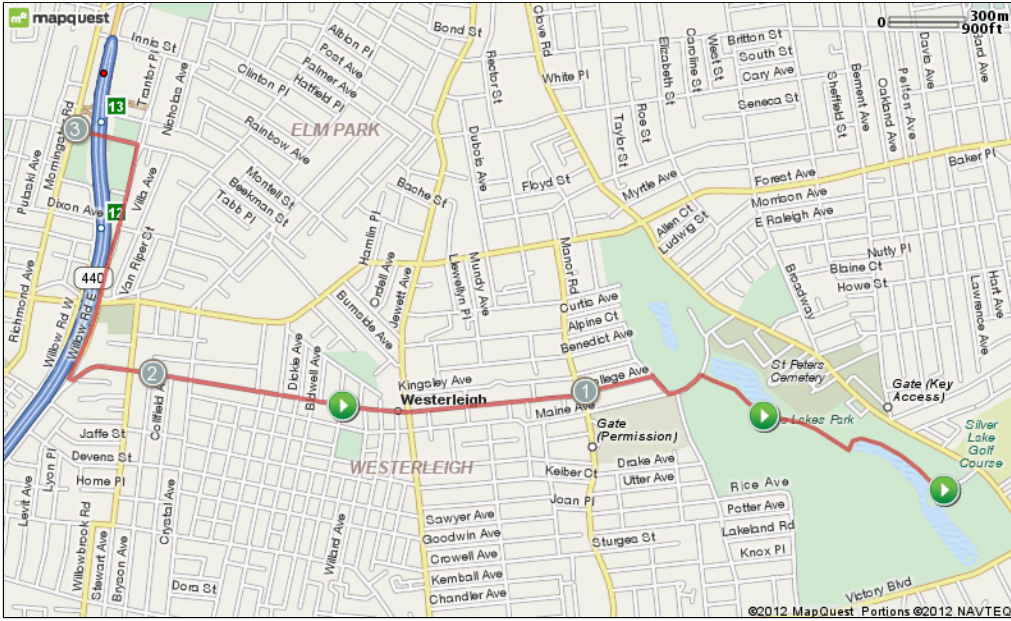 mapquest
300m
0
900ft
Innis St
Albion Pl
Post Ave
Palmer Ave
Hatfield Pl
Clinton Pl
Rainbow Ave
ELM PARK
Bond St
Rector St
Clove Rd
White Pl
Elizabeth St
Caroline St
West St
Britton St
South St
Cary Ave
Seneca St
Davis Ave
Pelton Ave
Oakland Ave
Bement Ave
Sheffield St
Nicholas Ave
13
3
Pulaski Ave
Dixon Ave
12
Villa Ave
Van Riper St
440
Montell St
Beekman St
Tabb Pl
Hamlin Pl
Bache St
Dubois Ave
Floyd St
Taylor St
Roe St
Myrtle Ave
Forest Ave
Baker Pl
Morrison Ave
E Raleigh Ave
Allen Ct
Ludwig St
Nutly Pl
Blaine Ct
Howe St
Broadway
Hart Ave
Lawrence Ave
Richmond Ave
Willow Rd W
Willow Rd E
Ordell Ave
Burnside Ave
Jewett Ave
Llewellyn Pl
Mundy Ave
Manor Rd
Curtis Ave
Alpine Ct
Benedict Ave
2
Dickie Ave
Bidwell Ave
Kingsley Ave
Westerleigh
1
Maine Ave
St Peters
Cemetery
Gate (Key
Access)
Gate
(Permission)
Lakes Park
Silver
Lake
Golf
Course
Jaffe St
Devens St
Home Pl
Lyon Pl
Levit Ave
Willowbrook Rd
Stewart Ave
Bryson Ave
Crystal Ave
Dora St
Willard Ave
WESTERLEIGH
Keiber Ct
Joan Pl
Drake Ave
Utter Ave
Rice Ave
Potter Ave
Lakeland Rd
Knox Pl
Sturges St
Sawyer Ave
Goodwin Ave
Crowell Ave
Kemball Ave
Chandler Ave
Victory Blvd
©2012 MapQuest Portions ©2012 NAVTEQ